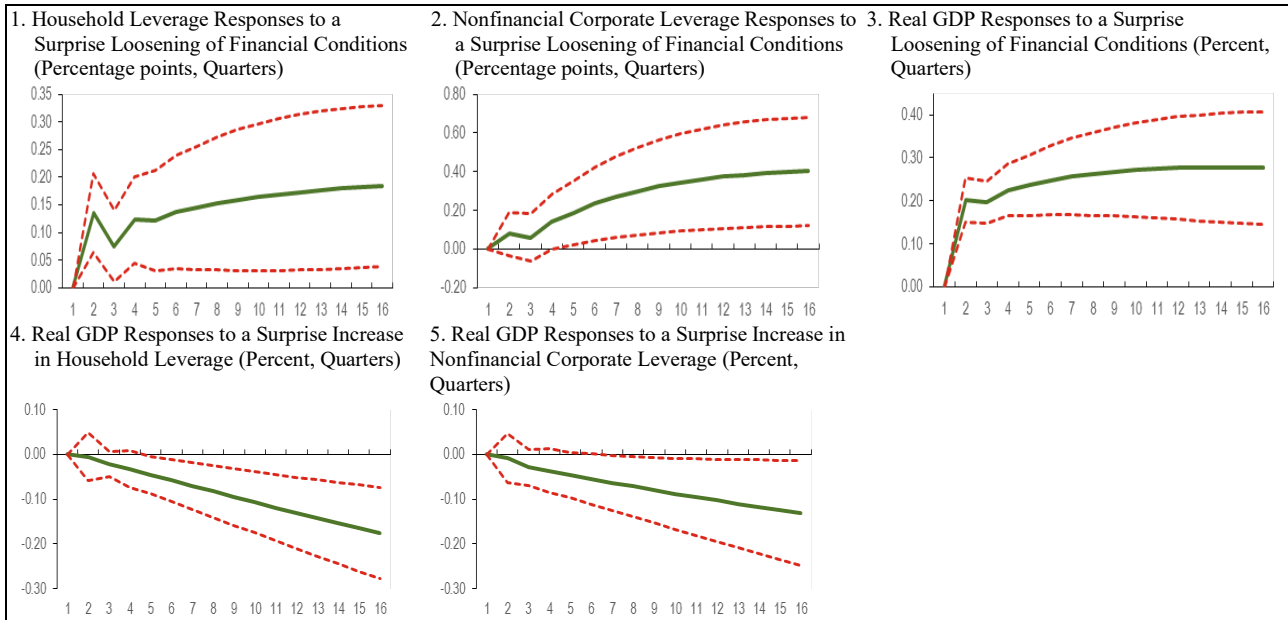 1. Household Leverage Responses to a
Surprise Loosening of Financial Conditions
(Percentage points, Quarters)
0.35
0.30
0.25
0.20
0.15
0.10
0.05
0.00
1 2 3 4 5 6 7 8 9 10 11 12 13 14 15 16
2. Nonfinancial Corporate Leverage Responses to
a Surprise Loosening of Financial Conditions
(Percentage points, Quarters)
0.80
0.60
0.40
0.20
0.00
-0.20
1 2 3 4 5 6 7 8 9 10 11 12 13 14 15 16
3. Real GDP Responses to a Surprise
Loosening of Financial Conditions (Percent,
Quarters)
0.40
0.30
0.20
0.10
0.00
1 2 3 4 5 6 7 8 9 10 11 12 13 14 15 16
4. Real GDP Responses to a Surprise Increase
in Household Leverage (Percent, Quarters)
0.10
0.00
-0.10
-0.20
-0.30
1 2 3 4 5 6 7 8 9 10 11 12 13 14 15 16
5. Real GDP Responses to a Surprise Increase in
Nonfinancial Corporate Leverage (Percent,
Quarters)
0.10
0.00
-0.10
-0.20
-0.30
1 2 3 4 5 6 7 8 9 10 11 12 13 14 15 16